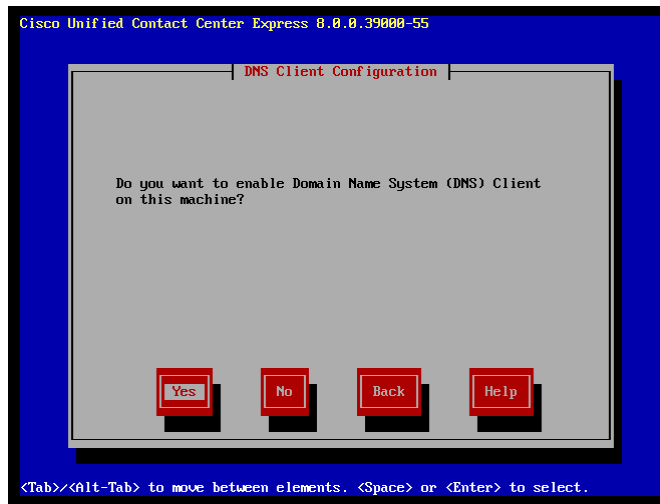 Cisco Unified Contact Center Express 8.0.0.39000-55
DNS Client Configuration
Do you want to enable Domain Name System (DNS) Client
on this machine?
Yes No Back Help
<Tab>/<Alt-Tab> to move between elements. <Space> or <Enter> to select.